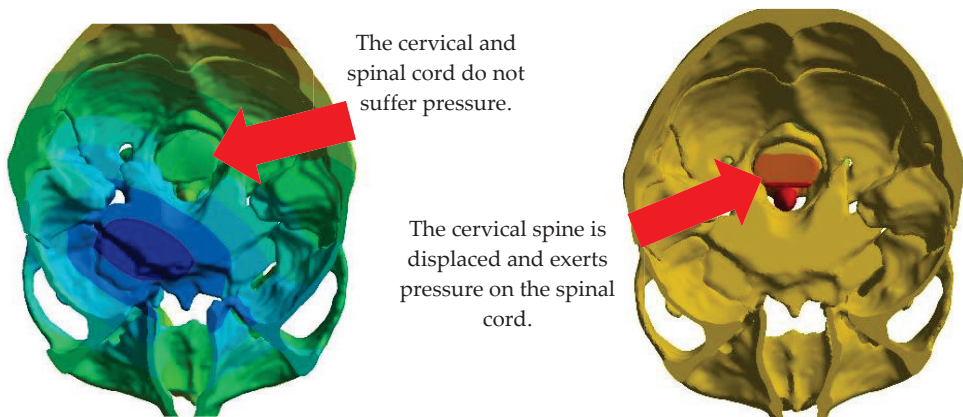 The cervical and
spinal cord do not
suffer pressure.
The cervical spine is
displaced and exerts
pressure on the spinal
cord.